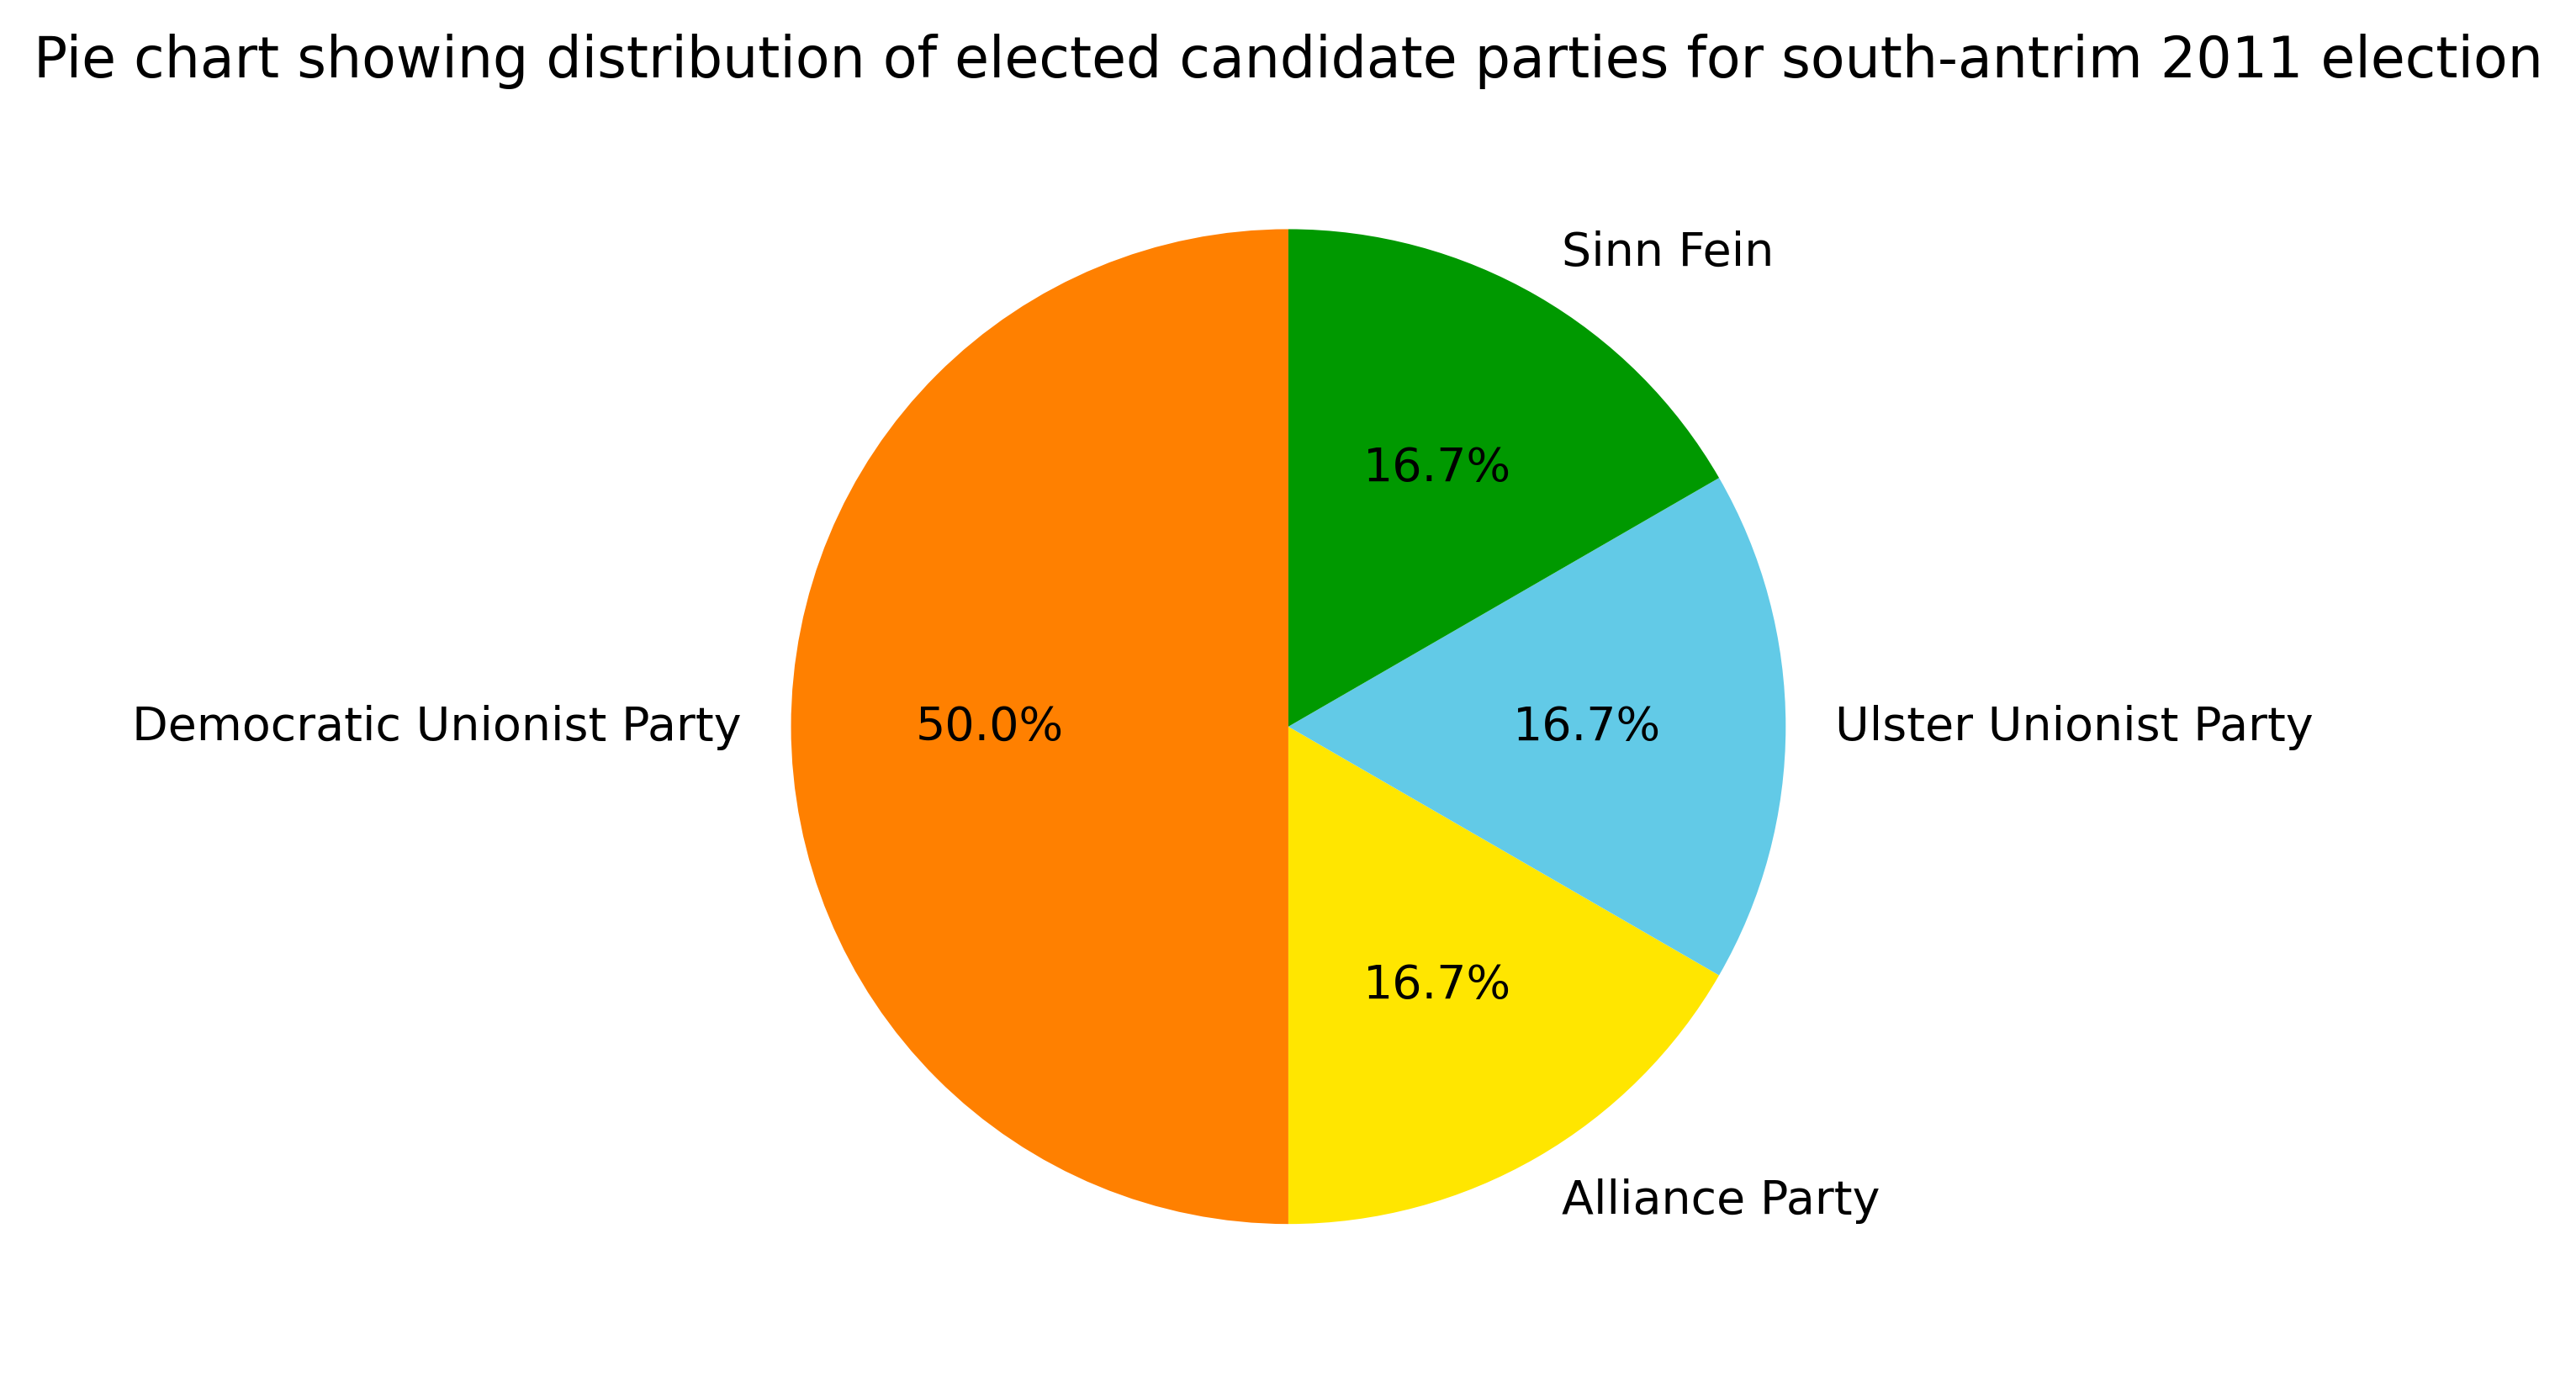 Pie chart showing distribution of elected candidate parties for south-antrim 2011 election
Sinn Fein
16.7%
Democratic Unionist Party
50.0%
16.7%
Ulster Unionist Party
16.7%
Alliance Party